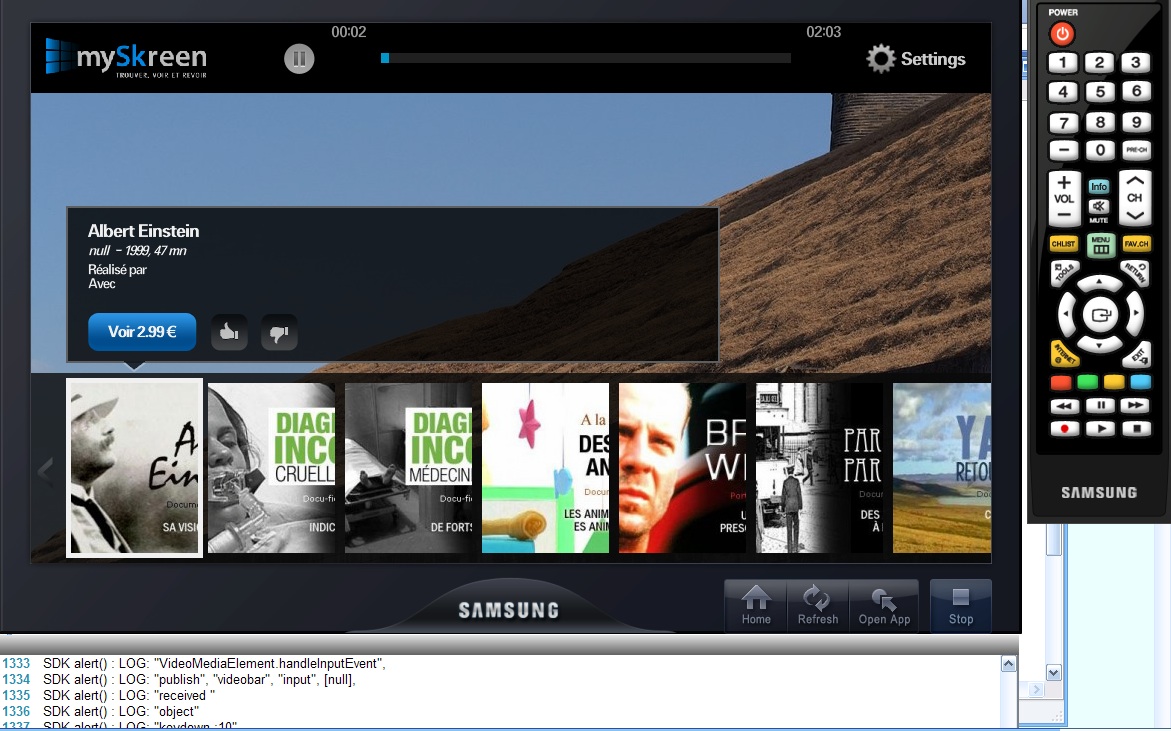 00:02
02:03
mySkreen
TROUVER, VOIR ET REVOIR
Settings
Albert Einstein
null - 1999, 47 mn
Réalisé par
Avec
Voir 2.99 €
A
Ein
Docum
SA VISI
DIAG
INCO
CRUELL
Docu-fi
INDIC
DIAG
INCO
MÉDECIN
Docu-fi
DE FORTS
A la
DES
AN
Docur
LES ANIM
ES ANIM
BR
WI
Por
U
PRES
PAR
PAR
Docur
DES
À
YA
RETOU
Do
C
SAMSUNG
Home
Refresh
Open App
Stop
1333 SDK alert() : LOG: "VideoMediaElement.handleInputEvent",
1334 SDK alert() : LOG: "publish", "videobar", "input", [null],
1335 SDK alert() : LOG: "received "
1336 SDK alert() : LOG: "object"
1337 SDK alert() : LOG: "keydown :10"
POWER
1 2 3
4 5 6
7 8 9
− 0 PRE-CH
+ Info
VOL CH
− MUTE
CH LIST MENU FAV.CH
TOOLS RETURN
INTERNET EXIT
SAMSUNG